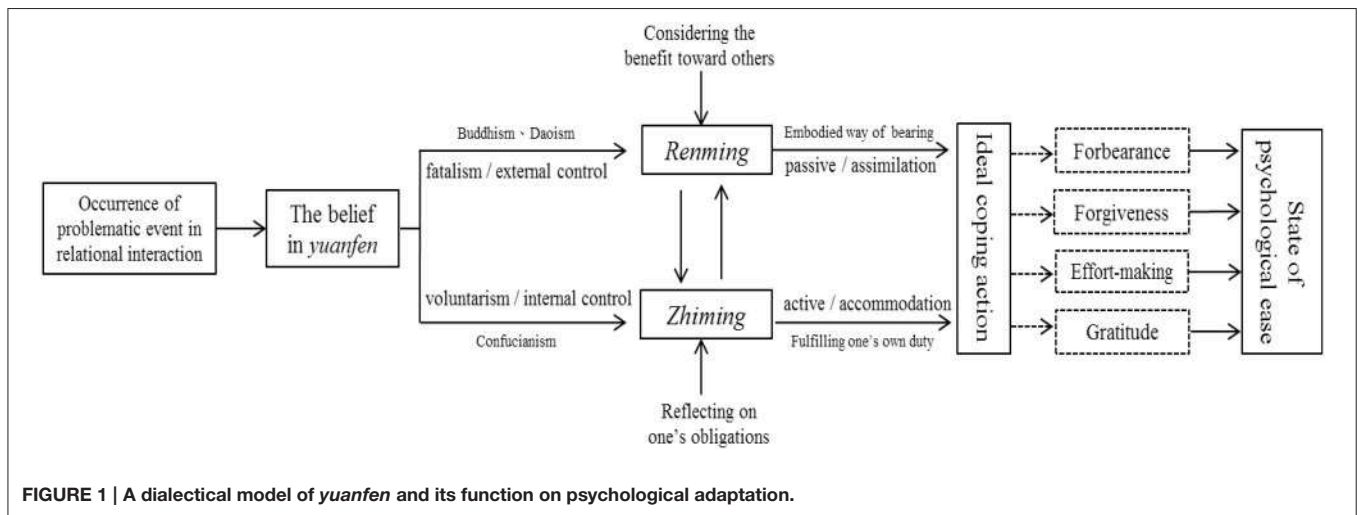 Considering the
benefit toward others
Buddhism、Daoism
fatalism / external control
Renming
Embodied way of bearing
passive / assimilation
Occurrence of
problematic event in
relational interaction
The belief
in yuanfen
voluntarism / internal control
Confucianism
Zhiming
active / accommodation
Fulfilling one's own duty
Reflecting on
one's obligations
Ideal coping action
Forbearance
Forgiveness
Effort-making
Gratitude
State of
psychological ease
FIGURE 1 | A dialectical model of yuanfen and its function on psychological adaptation.